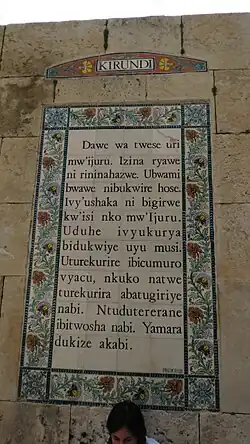 KIRUNDI
Dawe wa twese uri
mw'ijuru. Izina ryawe
ni rininahazwe. Ubwami
bwawe nibukwire hose.
Ivy'ushaka ni bigirwe
kw'isi nko mw'Ijuru.
Uduhe ivyukurya
bidukwiye uyu musi.
Uturekurire ibicumuro
vyacu, nkuko natwe
turekurira abatugiriye
nabi. Ntudutererane
ibitwosha nabi. Yamara
dukize akabi.